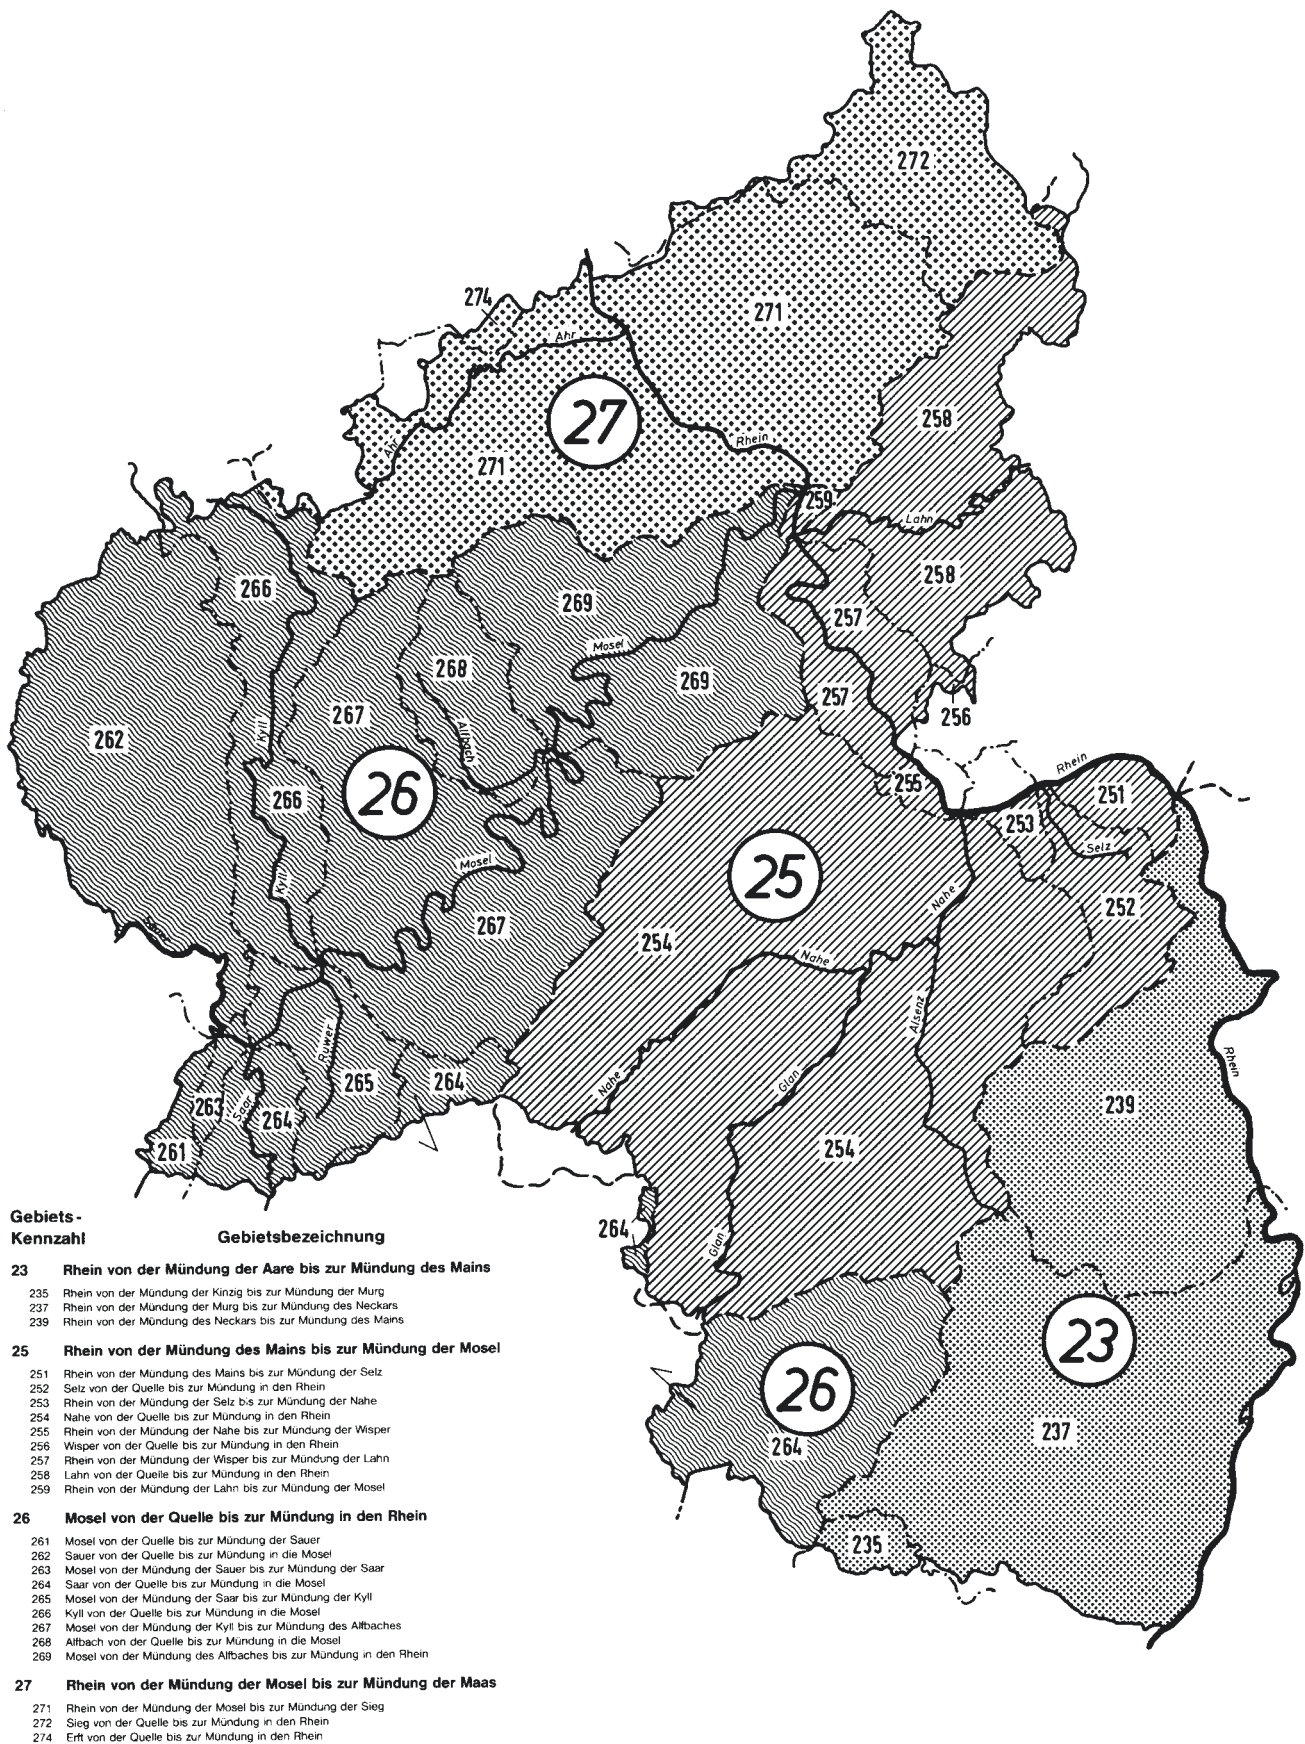 272
274
271
Ahr
258
27
Rhein
Ahr
271
259
Lahn
266
258
269
257
Mosel
268
269
257
267
256
262
Kyll
Alfbach
Rhein
26
255
251
266
253
Selz
Mosel
25
Kyll
Nahe
252
267
254
Nahe
Alsenz
Ruwer
Rhein
265
264
Nahe
Glan
263
Saar
264
239
261
254
264
Glan
23
26
237
264
235
Gebiets-
Kennzahl Gebietsbezeichnung
23 Rhein von der Mündung der Aare bis zur Mündung des Mains
235 Rhein von der Mündung der Kinzig bis zur Mündung der Murg
237 Rhein von der Mündung der Murg bis zur Mündung des Neckars
239 Rhein von der Mündung des Neckars bis zur Mündung des Mains
25 Rhein von der Mündung des Mains bis zur Mündung der Mosel
251 Rhein von der Mündung des Mains bis zur Mündung der Selz
252 Selz von der Quelle bis zur Mündung in den Rhein
253 Rhein von der Mündung der Selz bis zur Mündung der Nahe
254 Nahe von der Quelle bis zur Mündung in den Rhein
255 Rhein von der Mündung der Nahe bis zur Mündung der Wisper
256 Wisper von der Quelle bis zur Mündung in den Rhein
257 Rhein von der Mündung der Wisper bis zur Mündung der Lahn
258 Lahn von der Quelle bis zur Mündung in den Rhein
259 Rhein von der Mündung der Lahn bis zur Mündung der Mosel
26 Mosel von der Quelle bis zur Mündung in den Rhein
261 Mosel von der Quelle bis zur Mündung der Sauer
262 Sauer von der Quelle bis zur Mündung in die Mosel
263 Mosel von der Mündung der Sauer bis zur Mündung der Saar
264 Saar von der Quelle bis zur Mündung in die Mosel
265 Mosel von der Mündung der Saar bis zur Mündung der Kyll
266 Kyll von der Quelle bis zur Mündung in die Mosel
267 Mosel von der Mündung der Kyll bis zur Mündung des Alfbaches
268 Alfbach von der Quelle bis zur Mündung in die Mosel
269 Mosel von der Mündung des Alfbaches bis zur Mündung in den Rhein
27 Rhein von der Mündung der Mosel bis zur Mündung der Maas
271 Rhein von der Mündung der Mosel bis zur Mündung der Sieg
272 Sieg von der Quelle bis zur Mündung in den Rhein
274 Erft von der Quelle bis zur Mündung in den Rhein